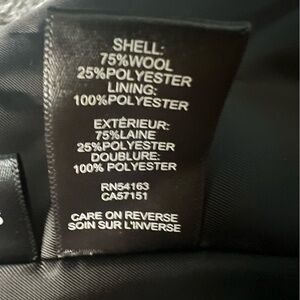 SHELL:
75%WOOL
25%POLYESTER
LINING:
100%POLYESTER
EXTÉRIEUR:
75%LAINE
25%POLYESTER
DOUBLURE:
100% POLYESTER
RN54163
CA57151
CARE ON REVERSE
SOIN SUR L'INVERSE